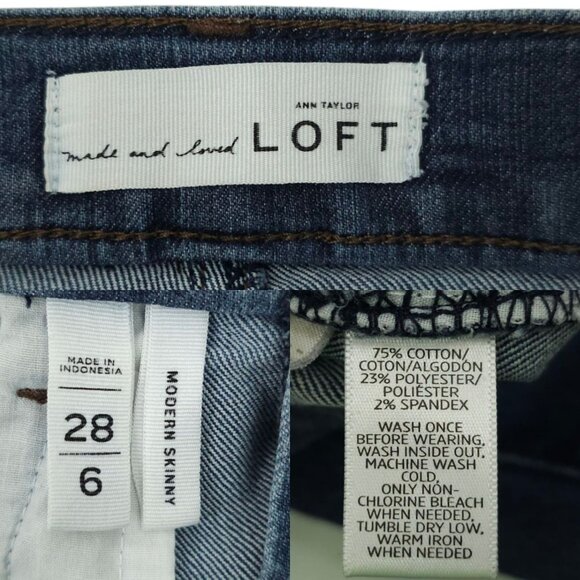 ANN TAYLOR
made and loved LOFT
MADE IN
INDONESIA
28
6
MODERN SKINNY
75% COTTON/
COTON/ALGODÓN
23% POLYESTER/
POLIÉSTER
2% SPANDEX
WASH ONCE
BEFORE WEARING,
WASH INSIDE OUT,
MACHINE WASH
COLD,
ONLY NON-
CHLORINE BLEACH
WHEN NEEDED,
TUMBLE DRY LOW,
WARM IRON
WHEN NEEDED